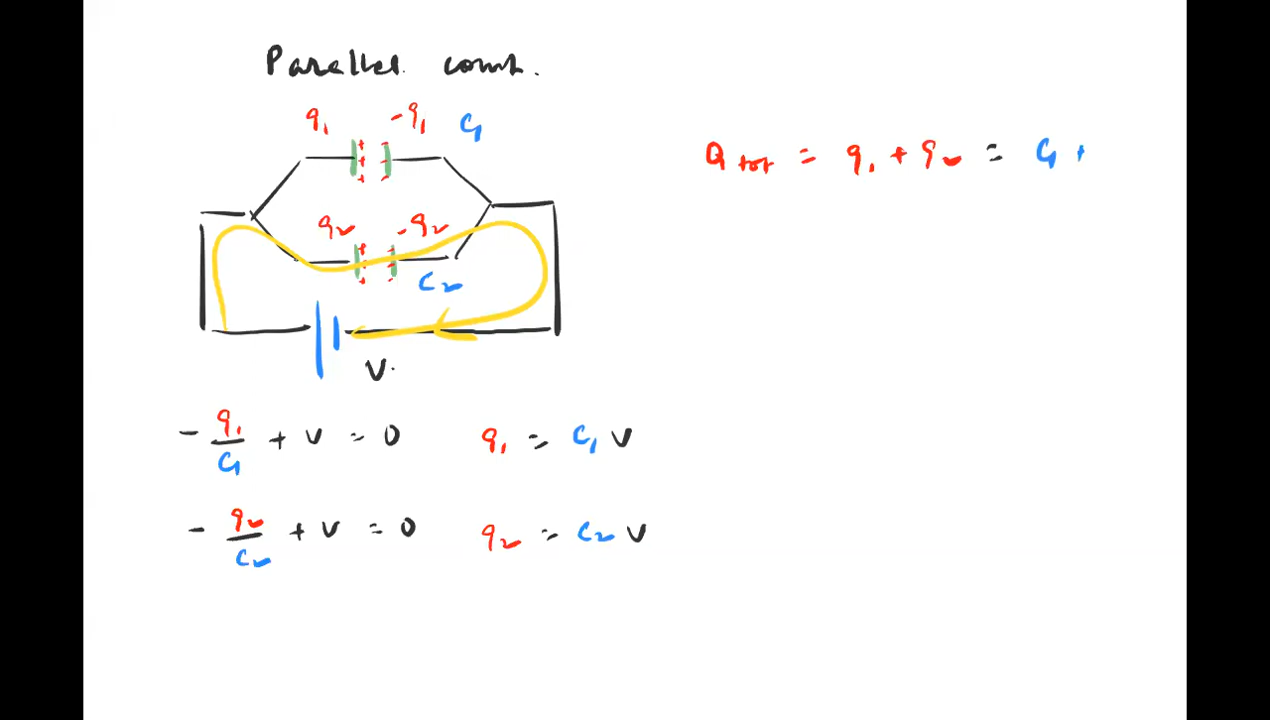 Parallel comb.
q₁ -q₁ C₁
Q tot = q₁ + q₂ = C₁ +
q₂ -q₂
C₂
V.
- q₁/C₁ + V = 0 q₁ = C₁ V
- q₂/C₂ + V = 0 q₂ = C₂ V